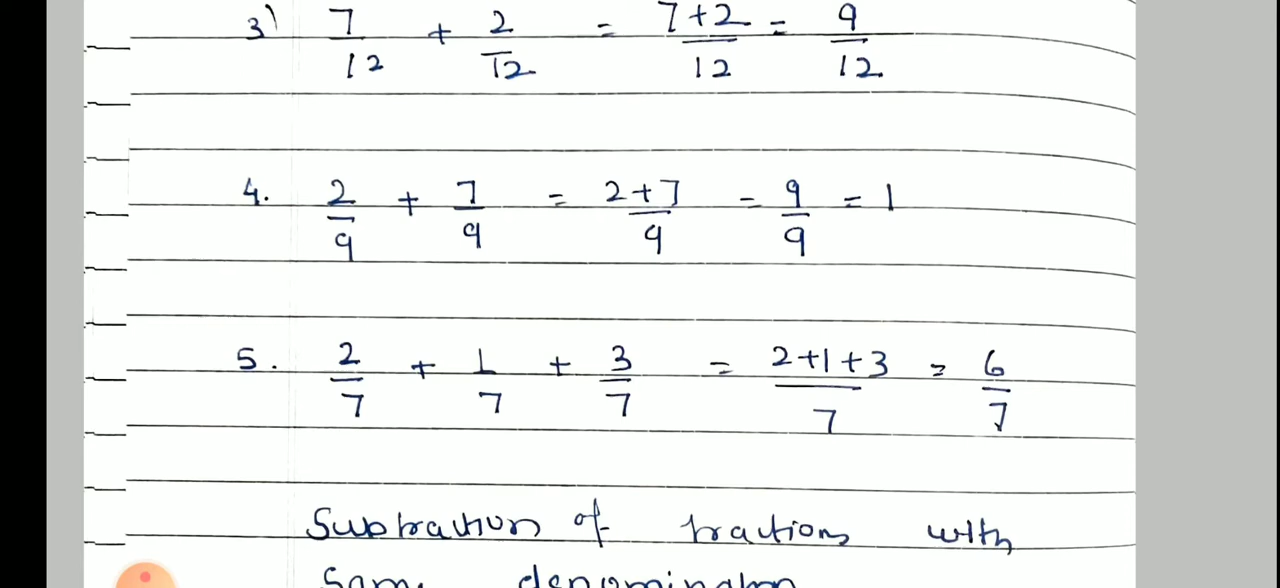 3) 7/12 + 2/12 = 7+2/12 = 9/12
4. 2/9 + 7/9 = 2+7/9 = 9/9 = 1
5. 2/7 + 1/7 + 3/7 = 2+1+3/7 = 6/7
Subtraction of fractions with
same denominator